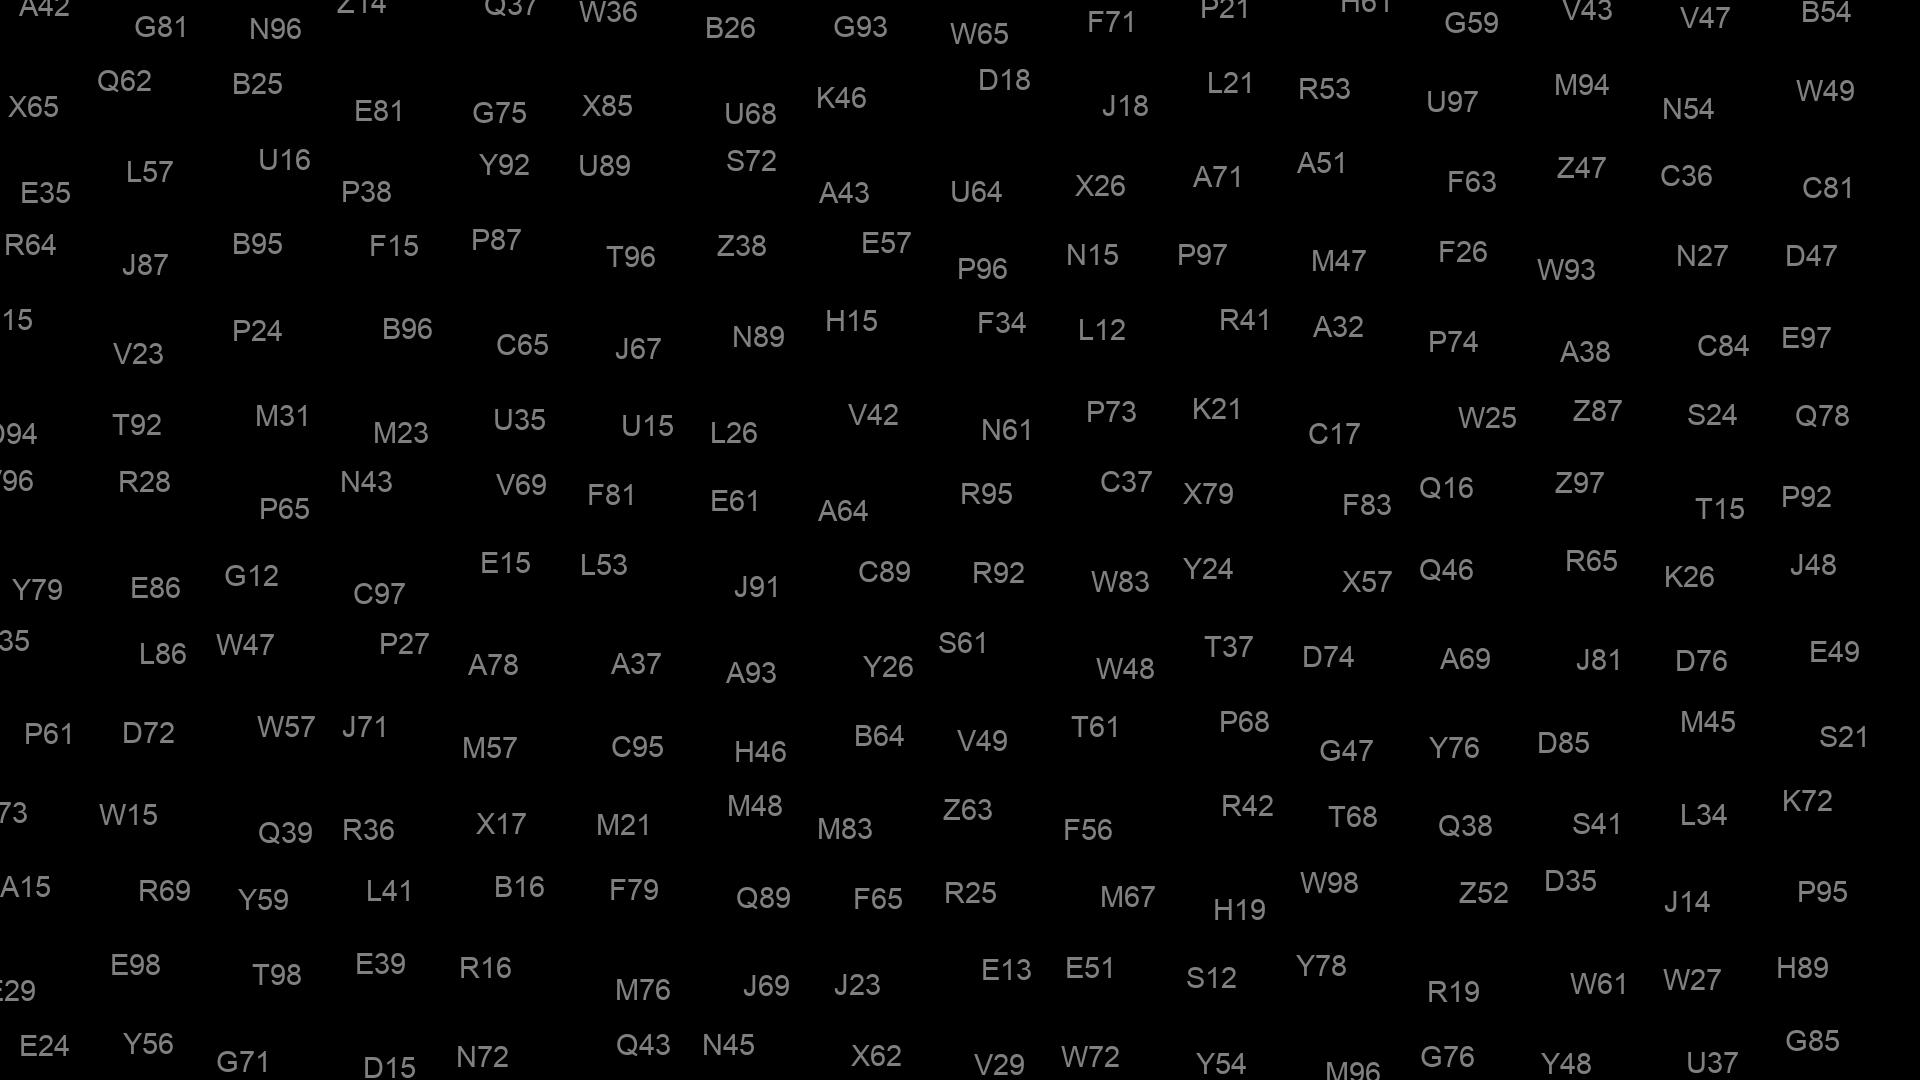 A42 G81 N96 Z14 Q37 W36 B26 G93 W65 F71 P21 H61 G59 V43 V47 B54
X65 Q62 B25 E81 G75 X85 U68 K46 D18 J18 L21 R53 U97 M94 N54 W49
E35 L57 U16 P38 Y92 U89 S72 A43 U64 X26 A71 A51 F63 Z47 C36 C81
R64 J87 B95 F15 P87 T96 Z38 E57 P96 N15 P97 M47 F26 W93 N27 D47
15 V23 P24 B96 C65 J67 N89 H15 F34 L12 R41 A32 P74 A38 C84 E97
94 T92 M31 M23 U35 U15 L26 V42 N61 P73 K21 C17 W25 Z87 S24 Q78
96 R28 P65 N43 V69 F81 E61 A64 R95 C37 X79 F83 Q16 Z97 T15 P92
Y79 E86 G12 C97 E15 L53 J91 C89 R92 W83 Y24 X57 Q46 R65 K26 J48
35 L86 W47 P27 A78 A37 A93 Y26 S61 W48 T37 D74 A69 J81 D76 E49
P61 D72 W57 J71 M57 C95 H46 B64 V49 T61 P68 G47 Y76 D85 M45 S21
73 W15 Q39 R36 X17 M21 M48 M83 Z63 F56 R42 T68 Q38 S41 L34 K72
A15 R69 Y59 L41 B16 F79 Q89 F65 R25 M67 H19 W98 Z52 D35 J14 P95
E29 E98 T98 E39 R16 M76 J69 J23 E13 E51 S12 Y78 R19 W61 W27 H89
E24 Y56 G71 D15 N72 Q43 N45 X62 V29 W72 Y54 M96 G76 Y48 U37 G85